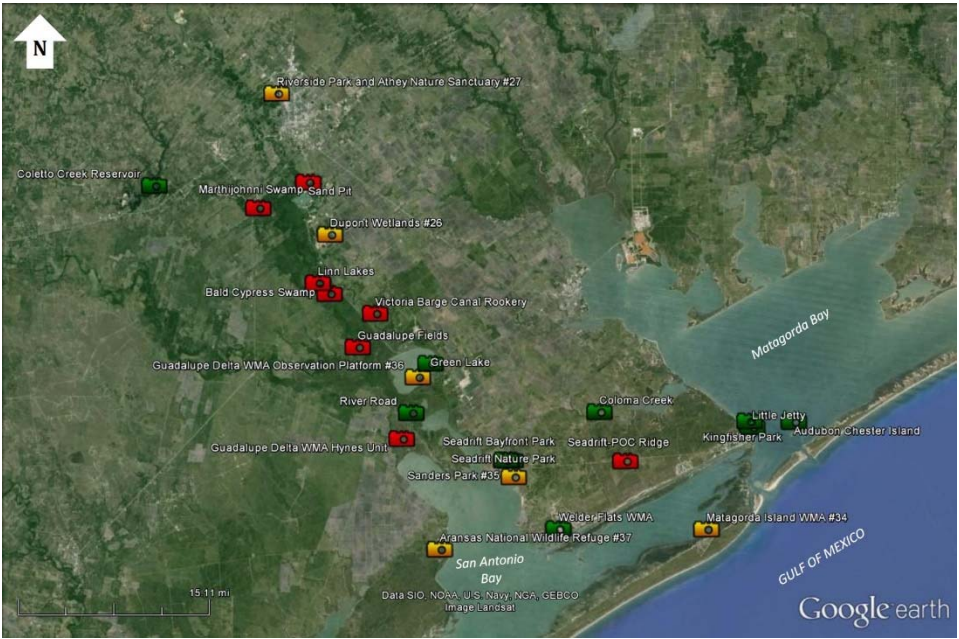 N
Riverside Park and Athey Nature Sanctuary #27
Coletto Creek Reservoir
Marthijohnni Swamp
Sand Pit
Dupont Wetlands #26
Linn Lakes
Bald Cypress Swamp
Victoria Barge Canal Rookery
Guadalupe Fields
Guadalupe Delta WMA Observation Platform #36
Green Lake
Matagorda Bay
River Road
Coloma Creek
Little Jetty
Kingfisher Park
Audubon Chester Island
Guadalupe Delta WMA Hynes Unit
Seadrift Bayfront Park
Seadrift-POC Ridge
Seadrift Nature Park
Sanders Park #35
Welder Flats WMA
Matagorda Island WMA #34
Aransas National Wildlife Refuge #37
San Antonio
Bay
GULF OF MEXICO
15.11 mi
Data SIO, NOAA, U.S. Navy, NGA, GEBCO
Image Landsat
Google earth